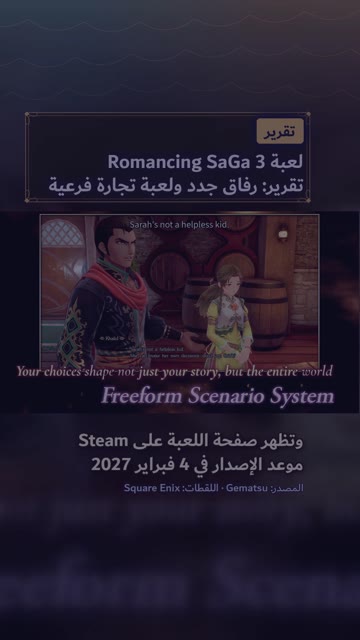 تقرير
لعبة Romancing SaGa 3
تقرير: رفاق جدد ولعبة تجارة فرعية
Sarah's not a helpless kid
Your choices shape not just your story, but the entire world
Freeform Scenario System
وتظهر صفحة اللعبة على Steam
موعد الإصدار في 4 فبراير 2027
المصدر: Gematsu · اللقطات: Square Enix